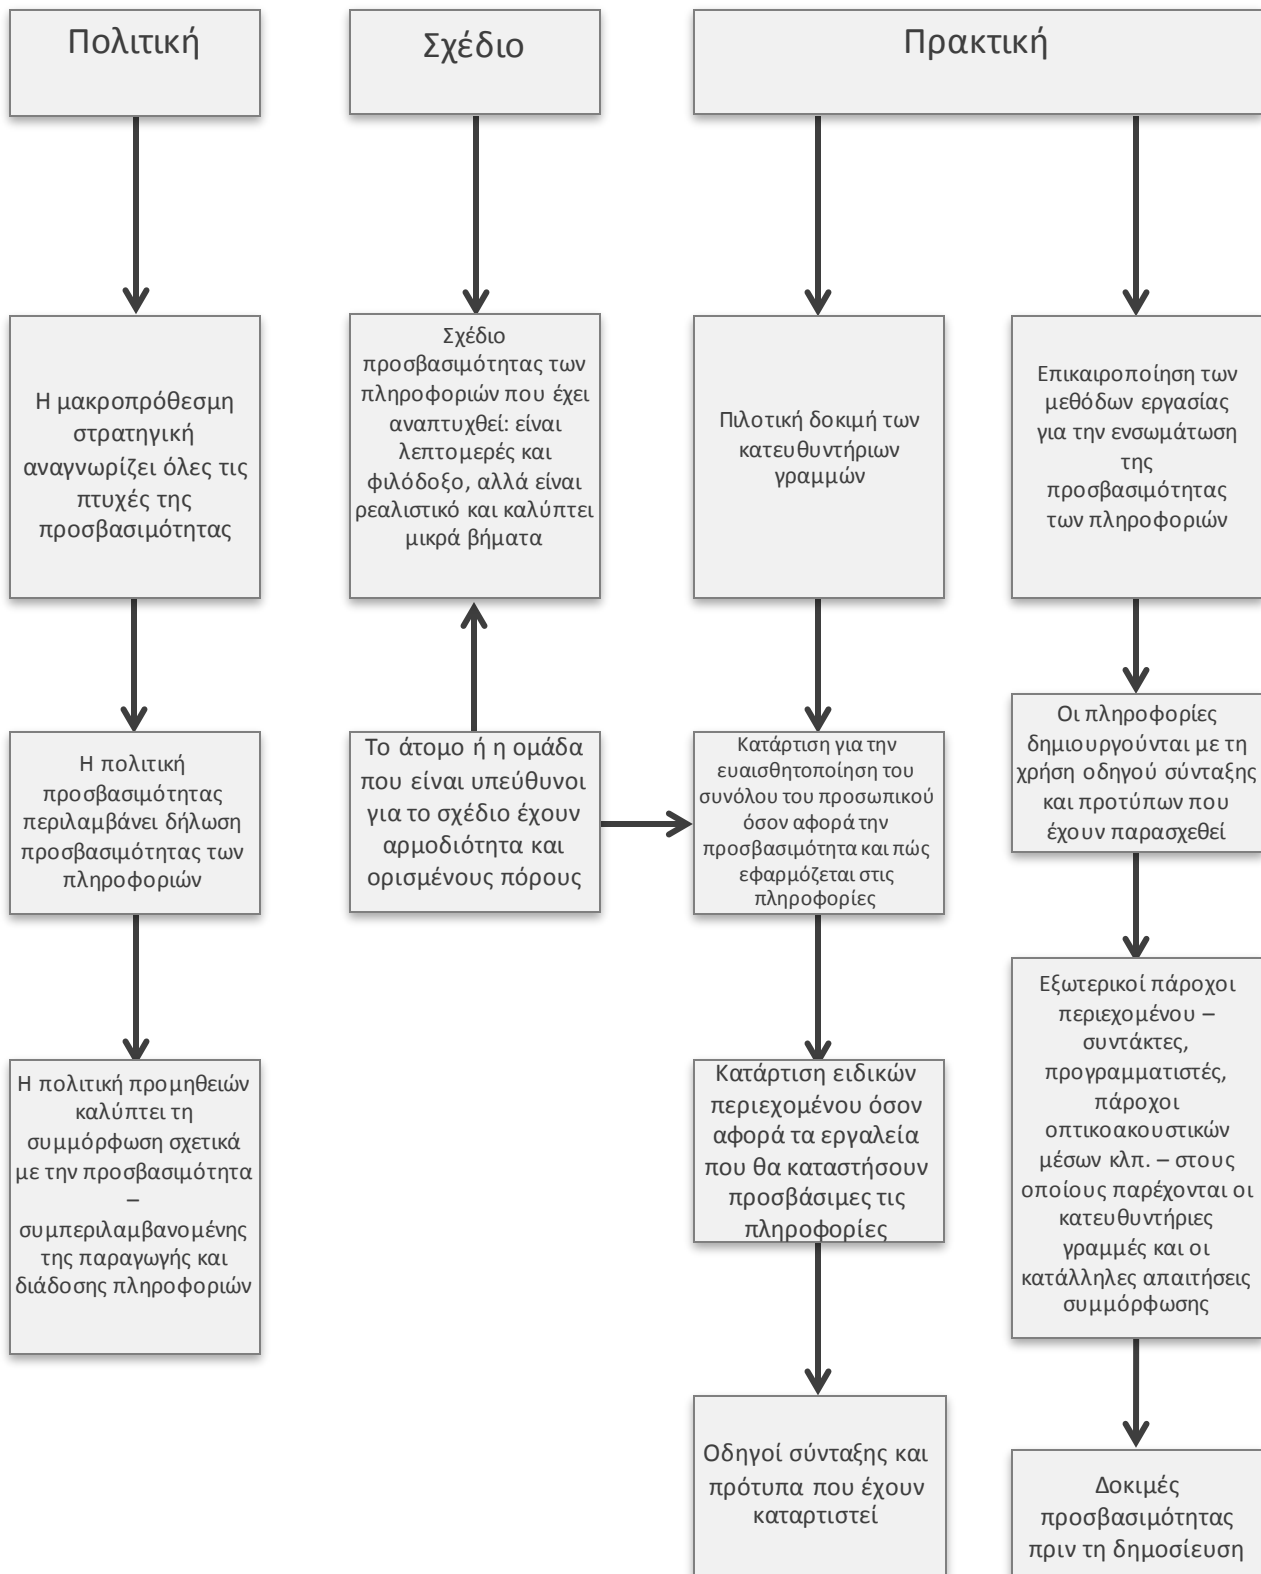 Πολιτική
Σχέδιο
Πρακτική
Η μακροπρόθεσμη
στρατηγική
αναγνωρίζει όλες τις
πτυχές της
προσβασιμότητας
Σχέδιο
προσβασιμότητας των
πληροφοριών που έχει
αναπτυχθεί: είναι
λεπτομερές και
φιλόδοξο, αλλά είναι
ρεαλιστικό και καλύπτει
μικρά βήματα
Πιλοτική δοκιμή των
κατευθυντήριων
γραμμών
Επικαιροποίηση των
μεθόδων εργασίας
για την ενσωμάτωση
της
προσβασιμότητας
των πληροφοριών
Η πολιτική
προσβασιμότητας
περιλαμβάνει δήλωση
προσβασιμότητας των
πληροφοριών
Το άτομο ή η ομάδα
που είναι υπεύθυνοι
για το σχέδιο έχουν
αρμοδιότητα και
ορισμένους πόρους
Κατάρτιση για την
ευαισθητοποίηση του
συνόλου του προσωπικού
όσον αφορά την
προσβασιμότητα και πώς
εφαρμόζεται στις
πληροφορίες
Οι πληροφορίες
δημιουργούνται με τη
χρήση οδηγού σύνταξης
και προτύπων που
έχουν παρασχεθεί
Η πολιτική προμηθειών
καλύπτει τη
συμμόρφωση σχετικά
με την προσβασιμότητα
–
συμπεριλαμβανομένης
της παραγωγής και
διάδοσης πληροφοριών
Κατάρτιση ειδικών
περιεχομένου όσον
αφορά τα εργαλεία
που θα καταστήσουν
προσβάσιμες τις
πληροφορίες
Εξωτερικοί πάροχοι
περιεχομένου –
συντάκτες,
προγραμματιστές,
πάροχοι
οπτικοακουστικών
μέσων κλπ. – στους
οποίους παρέχονται οι
κατευθυντήριες
γραμμές και οι
κατάλληλες απαιτήσεις
συμμόρφωσης
Οδηγοί σύνταξης και
πρότυπα που έχουν
καταρτιστεί
Δοκιμές
προσβασιμότητας
πριν τη δημοσίευση